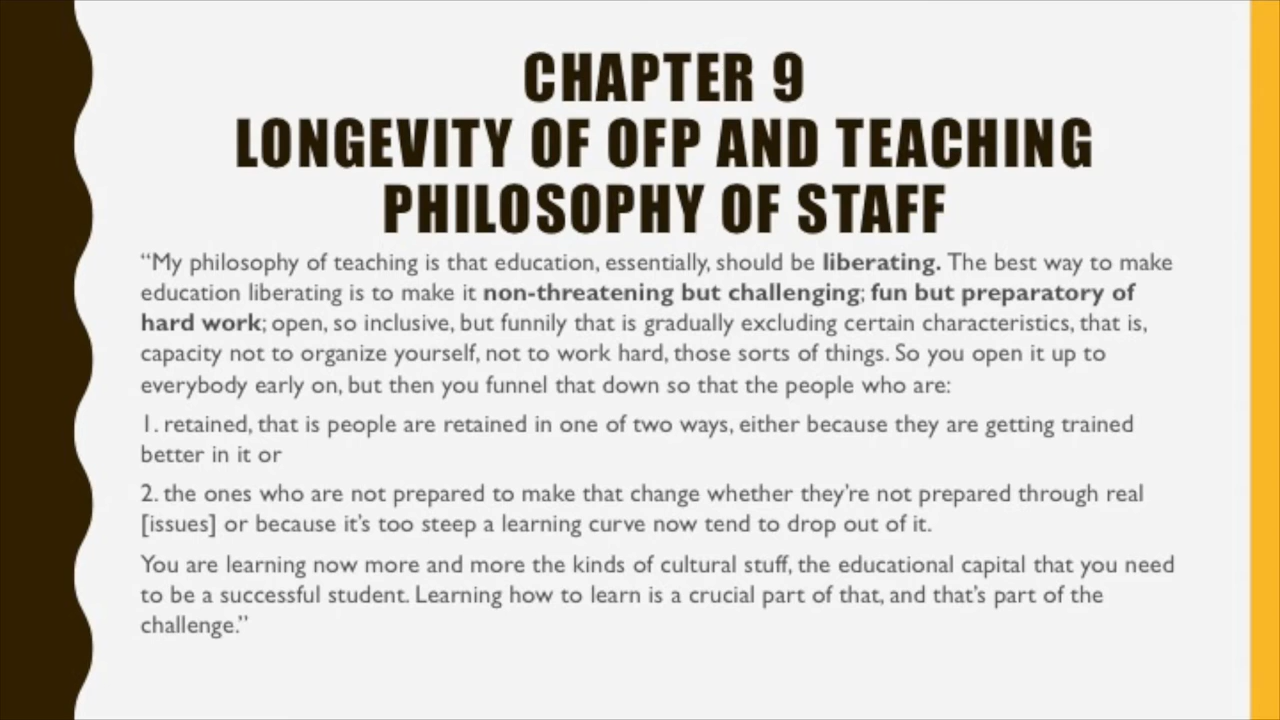 CHAPTER 9
LONGEVITY OF OFP AND TEACHING
PHILOSOPHY OF STAFF
“My philosophy of teaching is that education, essentially, should be liberating. The best way to make
education liberating is to make it non-threatening but challenging; fun but preparatory of
hard work; open, so inclusive, but funnily that is gradually excluding certain characteristics, that is,
capacity not to organize yourself, not to work hard, those sorts of things. So you open it up to
everybody early on, but then you funnel that down so that the people who are:
1. retained, that is people are retained in one of two ways, either because they are getting trained
better in it or
2. the ones who are not prepared to make that change whether they’re not prepared through real
[issues] or because it’s too steep a learning curve now tend to drop out of it.
You are learning now more and more the kinds of cultural stuff, the educational capital that you need
to be a successful student. Learning how to learn is a crucial part of that, and that’s part of the
challenge.”